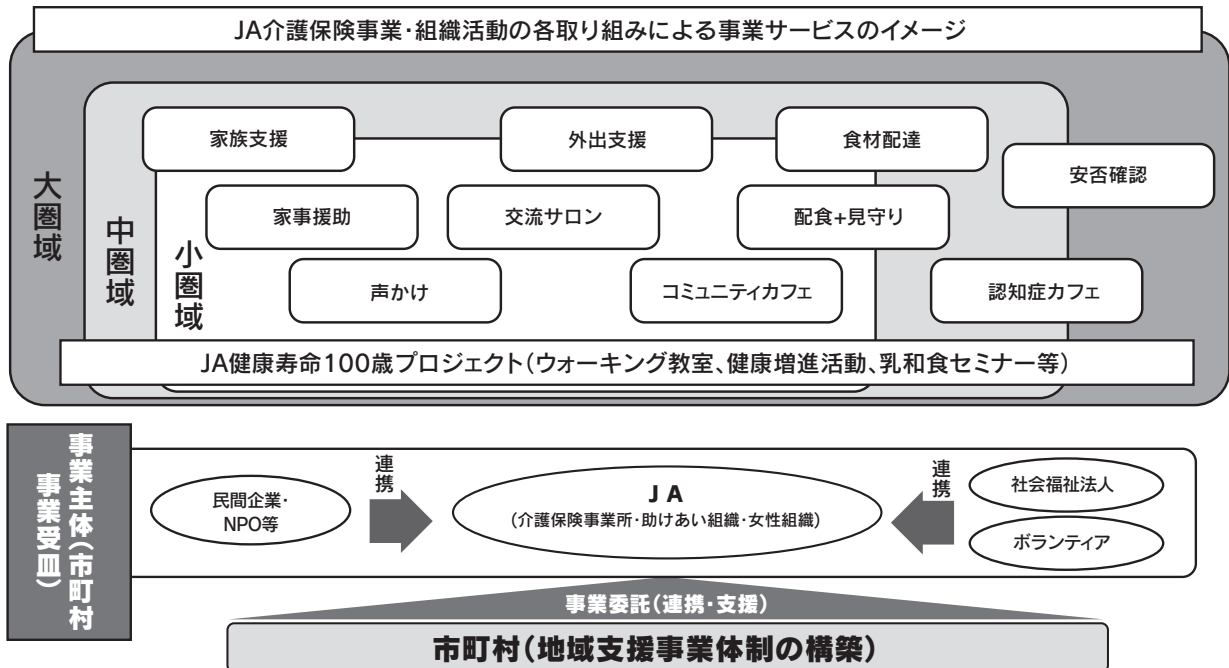 JA介護保険事業・組織活動の各取り組みによる事業サービスのイメージ
家族支援
外出支援
食材配達
安否確認
大圏域
中圏域
小圏域
家事援助
交流サロン
配食+見守り
声かけ
コミュニティカフェ
認知症カフェ
JA健康寿命100歳プロジェクト(ウォーキング教室、健康増進活動、乳和食セミナー等)
事業主体(市町村
事業受皿)
民間企業・
NPO等
連携
JA
(介護保険事業所・助けあい組織・女性組織)
連携
社会福祉法人
ボランティア
事業委託(連携・支援)
市町村(地域支援事業体制の構築)